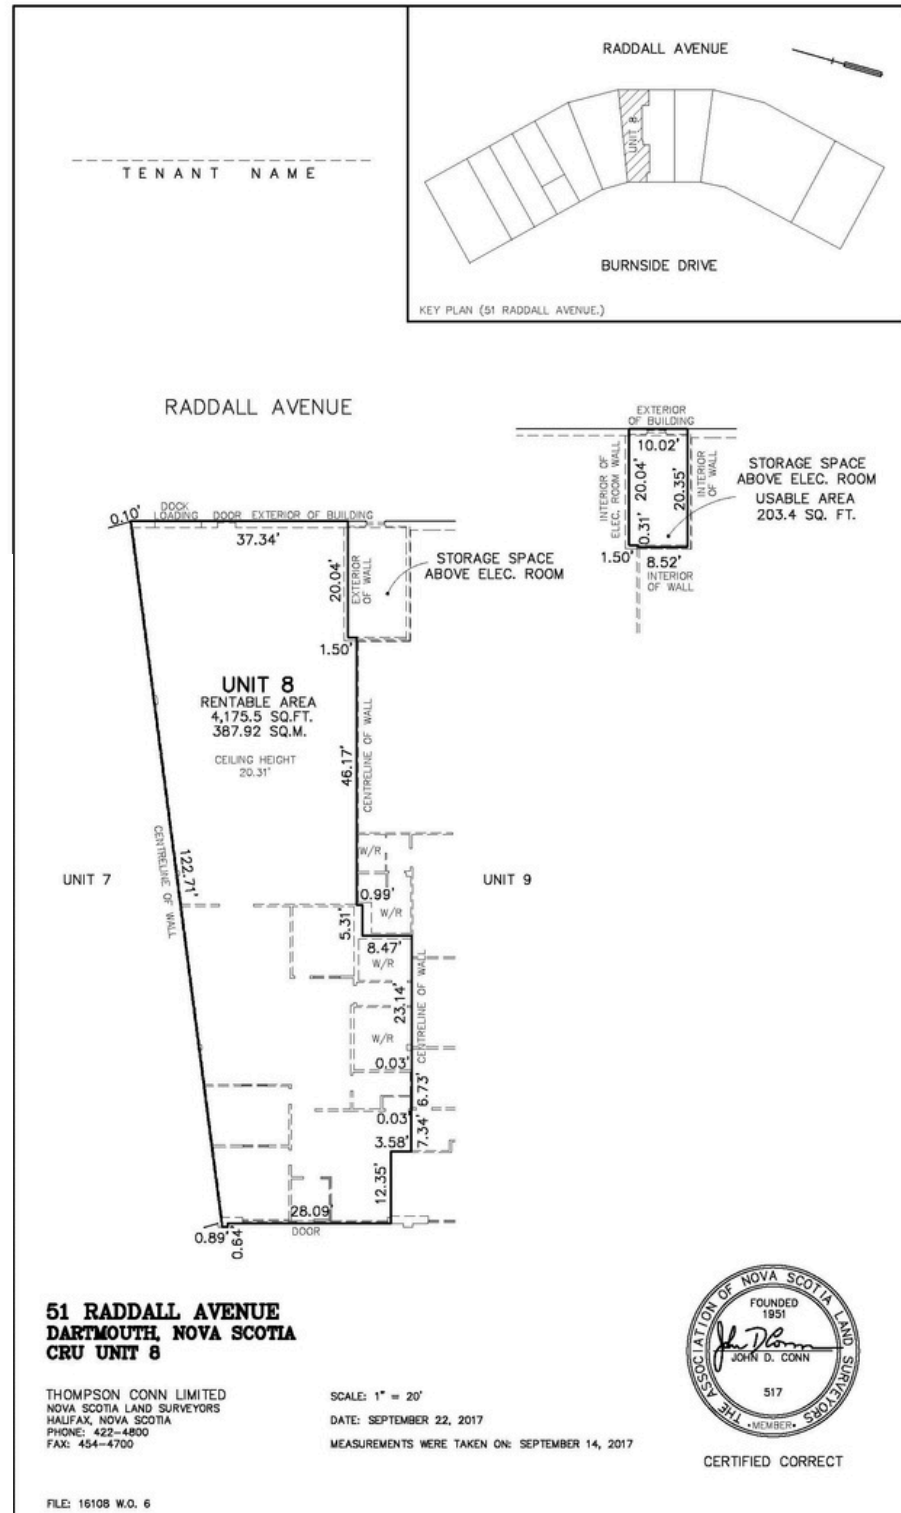 RADDALL AVENUE
UNIT 8
BURNSIDE DRIVE
KEY PLAN (51 RADDALL AVENUE.)
TENANT NAME
RADDALL AVENUE
0.10'
DOCK
LOADING
DOOR
EXTERIOR OF BUILDING
37.34'
20.04'
EXTERIOR
OF WALL
STORAGE SPACE
ABOVE ELEC. ROOM
1.50'
UNIT 8
RENTABLE AREA
4,175.5 SQ.FT.
387.92 SQ.M.
CEILING HEIGHT
20.31'
46.17'
CENTRELINE OF WALL
UNIT 7
CENTRELINE OF WALL
122.71'
UNIT 9
W/R
0.99'
W/R
5.31'
8.47'
W/R
23.14'
CENTRELINE OF WALL
W/R
0.03'
6.73'
0.03'
7.34'
3.58'
12.35'
28.09'
DOOR
0.89'
0.64'
EXTERIOR
OF BUILDING
10.02'
INTERIOR OF
ELEC. ROOM WALL
20.04'
20.35'
INTERIOR
OF WALL
0.31'
1.50'
8.52'
INTERIOR
OF WALL
STORAGE SPACE
ABOVE ELEC. ROOM
USABLE AREA
203.4 SQ. FT.
51 RADDALL AVENUE
DARTMOUTH, NOVA SCOTIA
CRU UNIT 8
THOMPSON CONN LIMITED
NOVA SCOTIA LAND SURVEYORS
HALIFAX, NOVA SCOTIA
PHONE: 422-4800
FAX: 454-4700
SCALE: 1" = 20'
DATE: SEPTEMBER 22, 2017
MEASUREMENTS WERE TAKEN ON: SEPTEMBER 14, 2017
THE ASSOCIATION OF NOVA SCOTIA LAND SURVEYORS
FOUNDED
1951
John D Conn
JOHN D. CONN
517
•MEMBER•
CERTIFIED CORRECT
FILE: 16108 W.O. 6